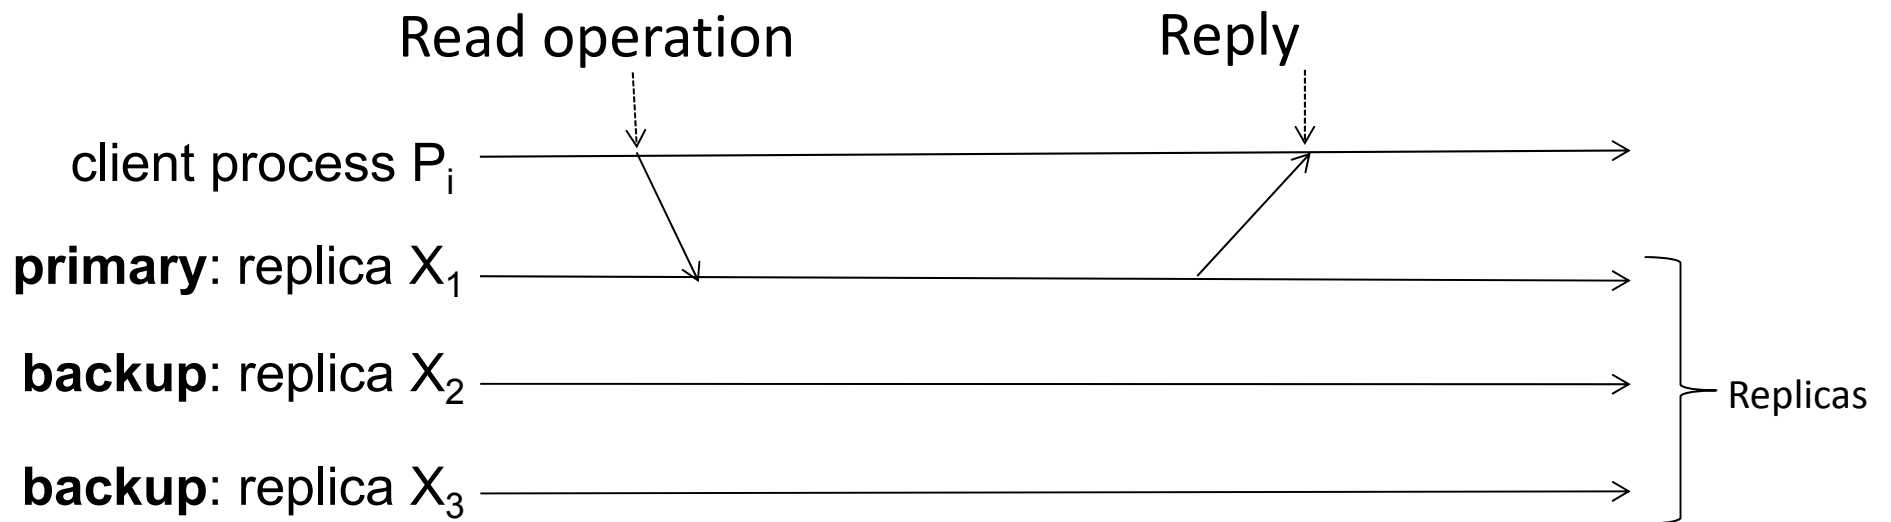 Read operation
Reply
client process Pi
primary: replica X1
backup: replica X2
Replicas
backup: replica X3